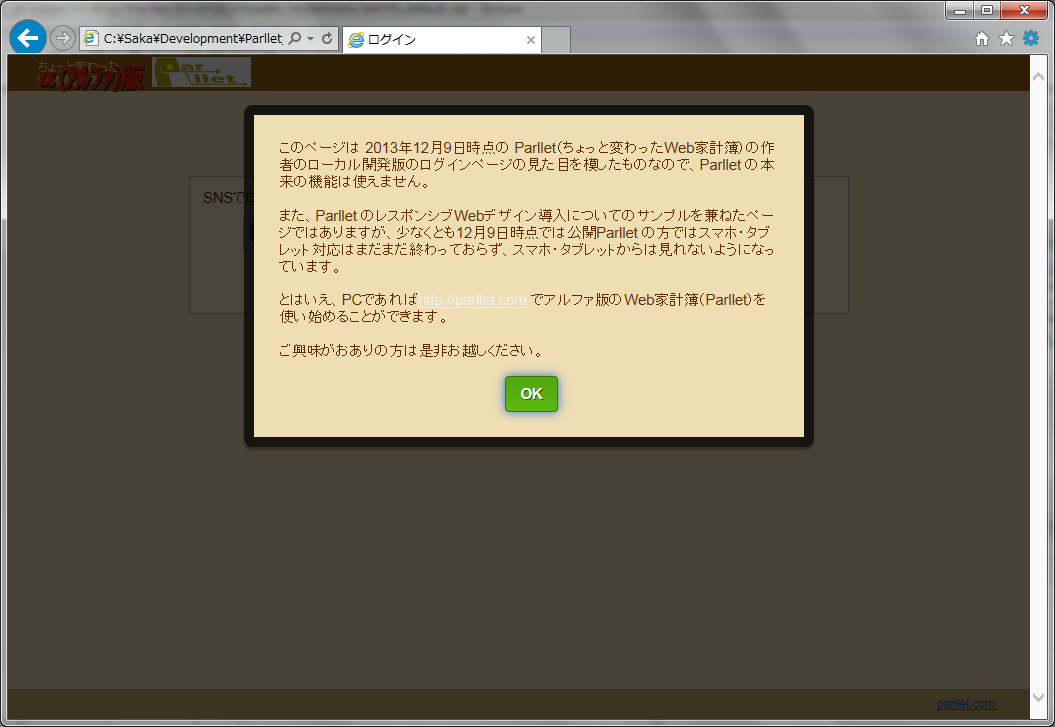 C:¥Saka¥Development¥Parllet
ログイン
ちょっと変わった
α(アルファ)版
Parllet
SNSでロ
このページは 2013年12月9日時点の Parllet(ちょっと変わったWeb家計簿)の作
者のローカル開発版のログインページの見た目を模したものなので、Parllet の本
来の機能は使えません。
また、Parllet のレスポンシブWebデザイン導入についてのサンプルを兼ねたペー
ジではありますが、少なくとも12月9日時点では公開Parllet の方ではスマホ・タブ
レット対応はまだまだ終わっておらず、スマホ・タブレットからは見れないようになっ
ています。
とはいえ、PCであればhttp://parllet.com でアルファ版のWeb家計簿(Parllet)を
使い始めることができます。
ご興味がおありの方は是非お越しください。
OK
parllet.com